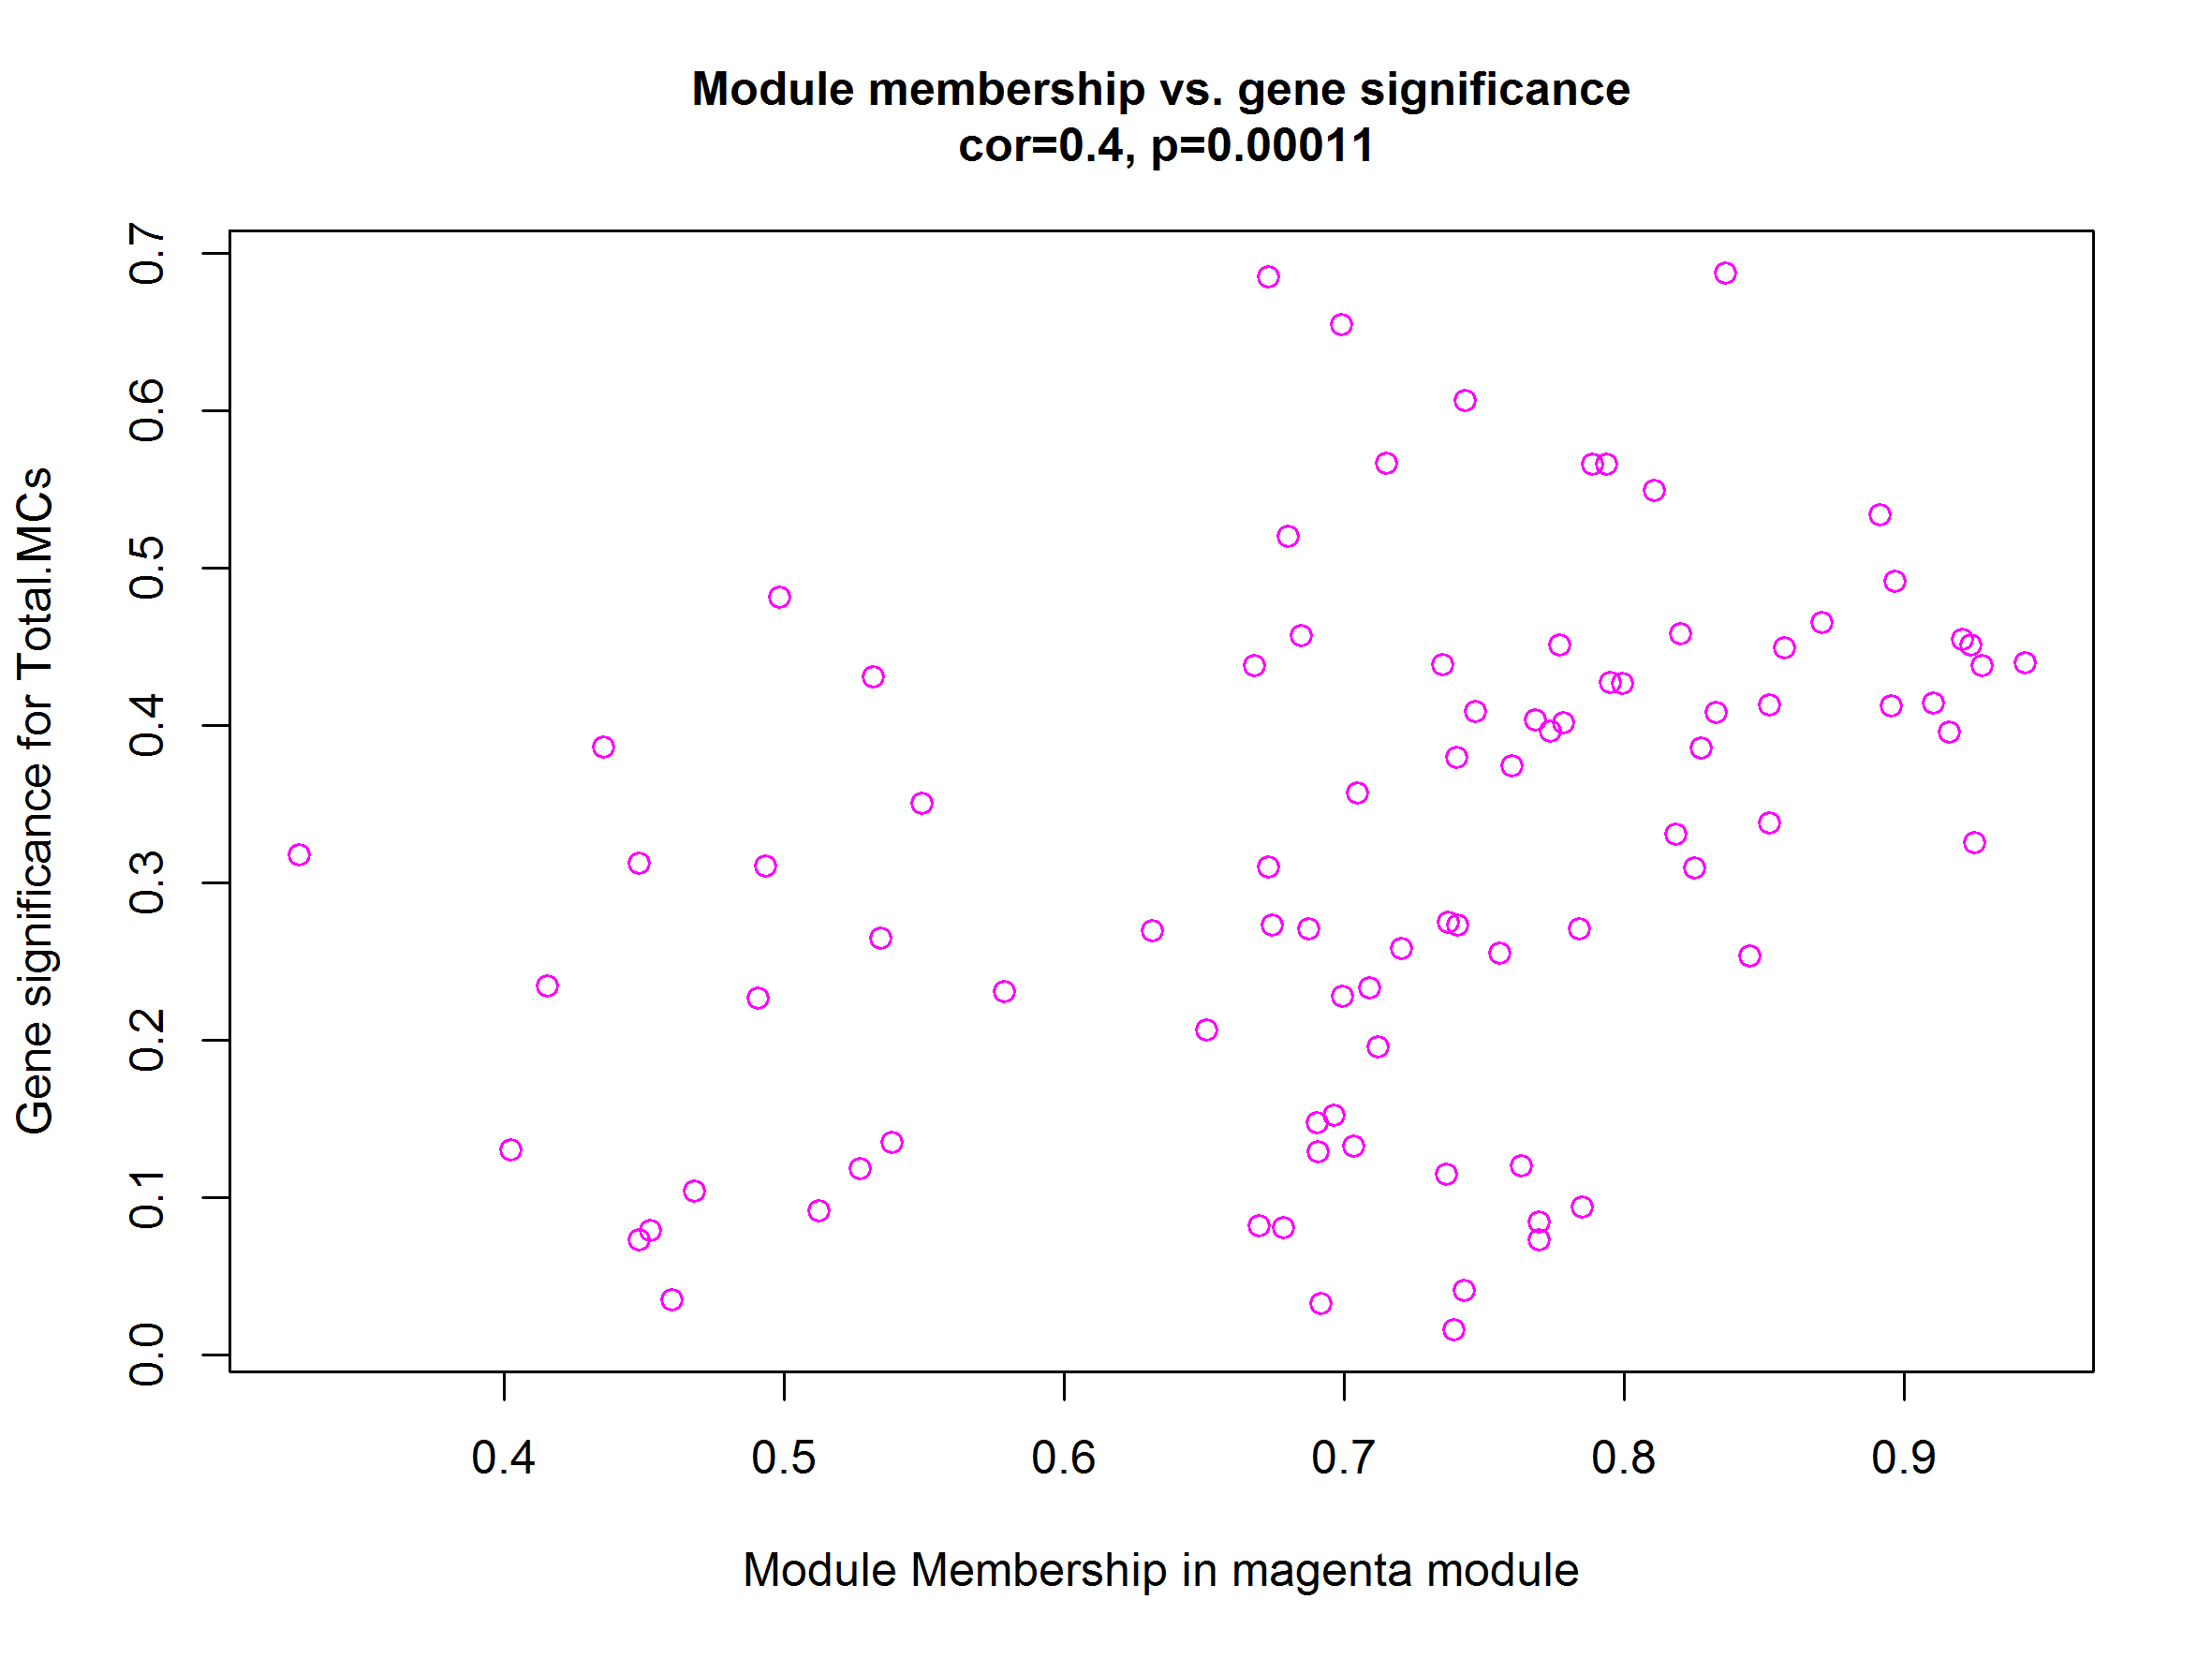 Module membership vs. gene significance
cor=0.4, p=0.00011
Gene significance for Total.MCs
0.7
0.6
0.5
0.4
0.3
0.2
0.1
0.0
0.4 0.5 0.6 0.7 0.8 0.9
Module Membership in magenta module